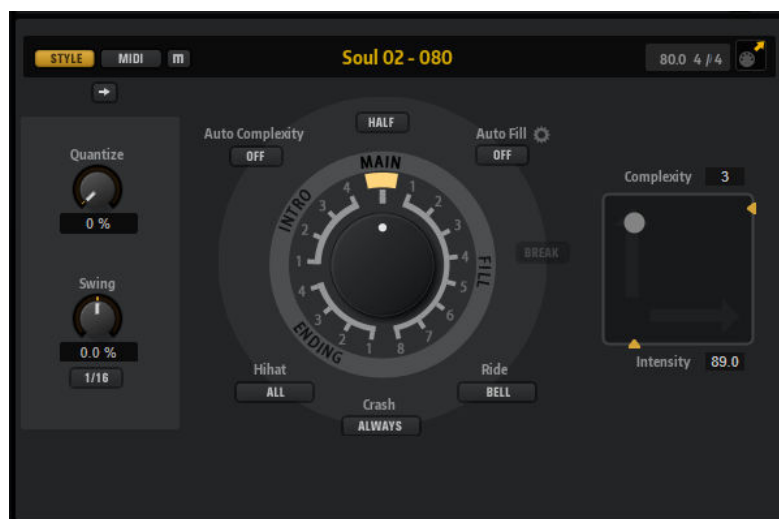 STYLE MIDI m Soul 02 - 080 80.0 4 / 4
Auto Complexity HALF Auto Fill
OFF OFF
Quantize
0 %
MAIN
INTRO 1 2 3 4
FILL 1 2 3 4 5 6 7 8
ENDING 1 2 3 4
BREAK
Complexity 3
Swing
0.0 %
1/16
Intensity 89.0
Hihat
ALL
Crash
ALWAYS
Ride
BELL